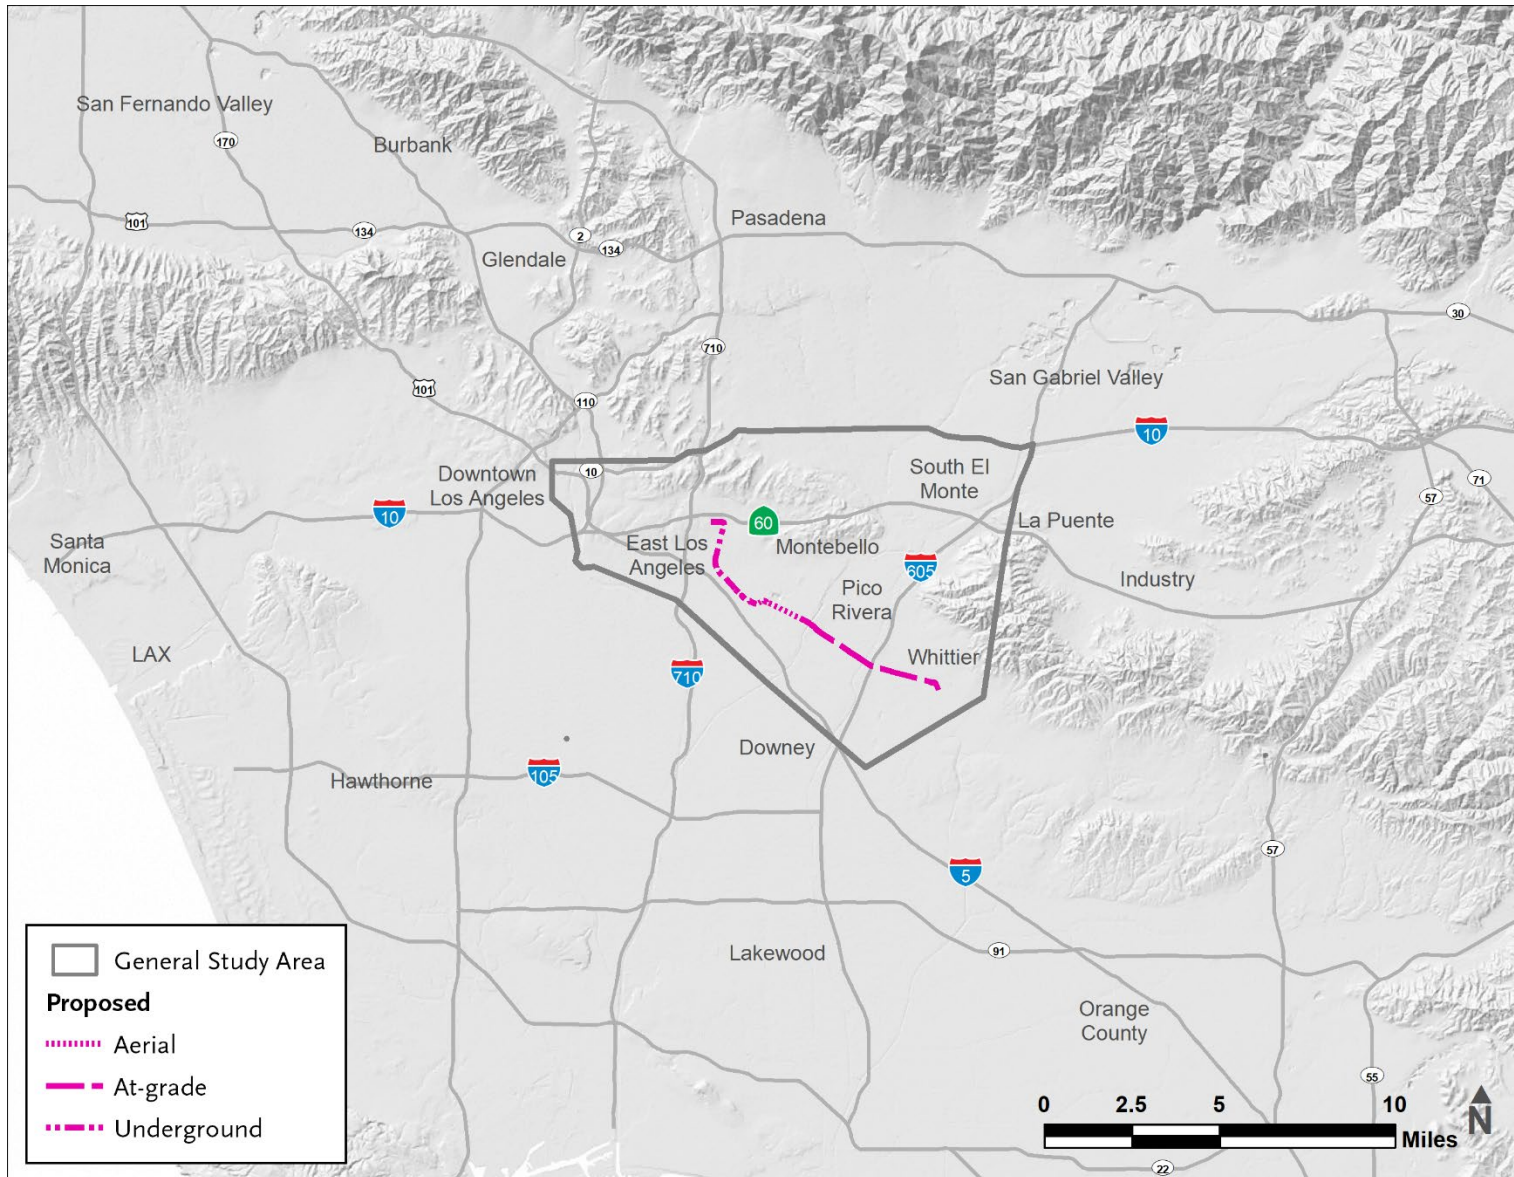 San Fernando Valley
170
Burbank
101
134
2
134
Glendale
Pasadena
30
710
San Gabriel Valley
101
110
10
Downtown
Los Angeles
10
South El
Monte
57
71
10
60
La Puente
Santa
Monica
East Los
Angeles
Montebello
605
Industry
Pico
Rivera
LAX
Whittier
710
Downey
Hawthorne
105
57
5
Lakewood
91
Orange
County
55
22
General Study Area
Proposed
Aerial
At-grade
Underground
0 2.5 5 10
Miles
N